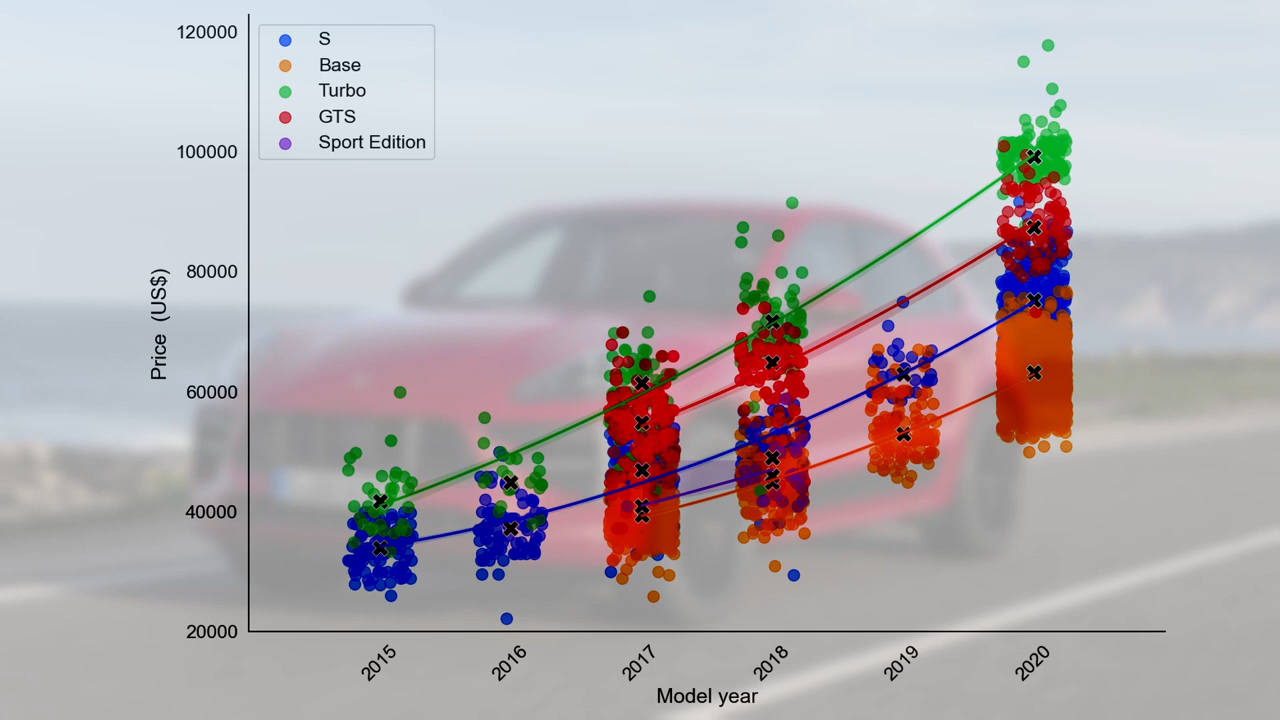 S
Base
Turbo
GTS
Sport Edition
120000
100000
80000
60000
40000
20000
Price (US$)
2015
2016
2017
2018
2019
2020
Model year